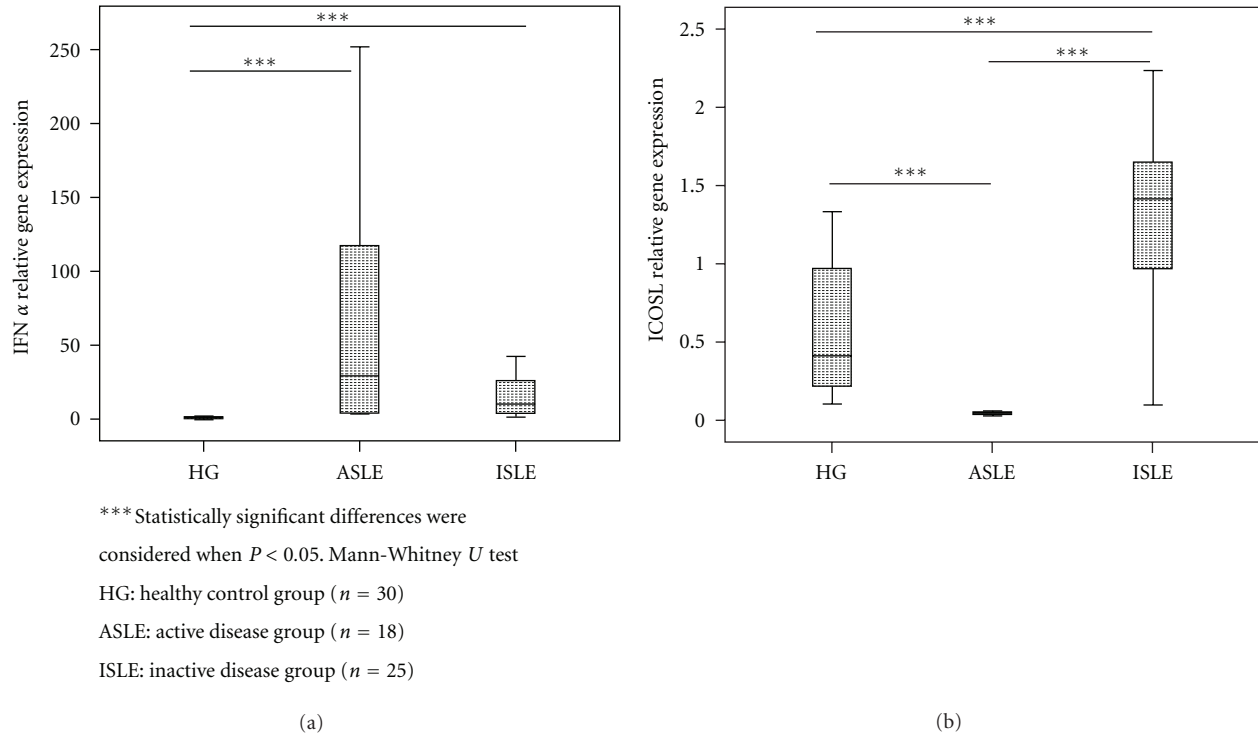 ***
***
250
200
150
100
50
0
IFN α relative gene expression
HG ASLE ISLE
***Statistically significant differences were
considered when P < 0.05. Mann-Whitney U test
HG: healthy control group (n = 30)
ASLE: active disease group (n = 18)
ISLE: inactive disease group (n = 25)
(a)
***
***
***
2.5
2
1.5
1
0.5
0
ICOSL relative gene expression
HG ASLE ISLE
(b)